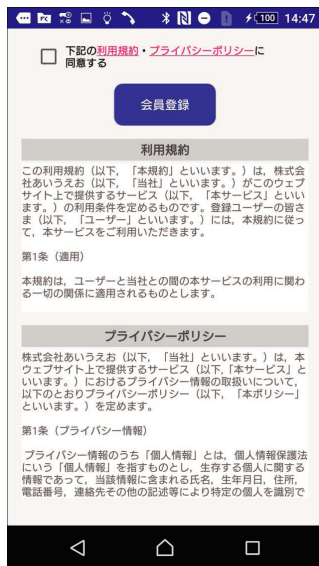 100 14:47
下記の利用規約・プライバシーポリシーに
同意する
会員登録
利用規約
この利用規約（以下，「本規約」といいます。）は，株式会
社あいうえお（以下，「当社」といいます。）がこのウェブ
サイト上で提供するサービス（以下，「本サービス」といい
ます。）の利用条件を定めるものです。登録ユーザーの皆さ
ま（以下，「ユーザー」といいます。）には，本規約に従っ
て，本サービスをご利用いただきます。
第1条（適用）
本規約は，ユーザーと当社との間の本サービスの利用に関わ
る一切の関係に適用されるものとします。
プライバシーポリシー
株式会社あいうえお（以下，「当社」といいます。）は，本
ウェブサイト上で提供するサービス（以下,「本サービス」と
いいます。）におけるプライバシー情報の取扱いについて，
以下のとおりプライバシーポリシー（以下，「本ポリシー」
といいます。）を定めます。
第1条（プライバシー情報）
プライバシー情報のうち「個人情報」とは，個人情報保護法
にいう「個人情報」を指すものとし，生存する個人に関する
情報であって，当該情報に含まれる氏名，生年月日，住所，
電話番号，連絡先その他の記述等により特定の個人を識別で